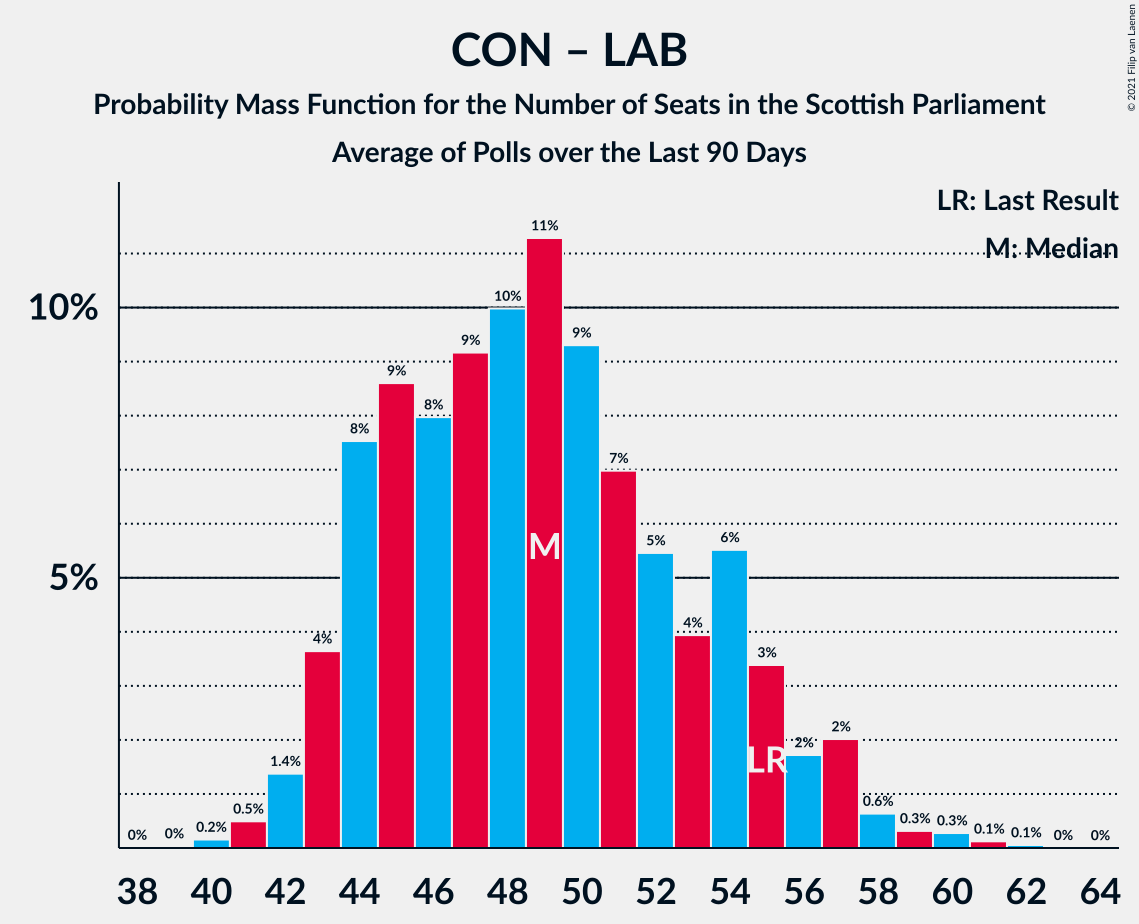 CON – LAB
Probability Mass Function for the Number of Seats in the Scottish Parliament
Average of Polls over the Last 90 Days
© 2021 Filip van Laenen
LR: Last Result
M: Median
10%
5%
0% 0% 0.2% 0.5% 1.4% 4% 8% 9% 8% 9% 10% 11% 9% 7% 5% 4% 6% 3% 2% 2% 0.6% 0.3% 0.3% 0.1% 0.1% 0% 0%
M
LR
38 40 42 44 46 48 50 52 54 56 58 60 62 64